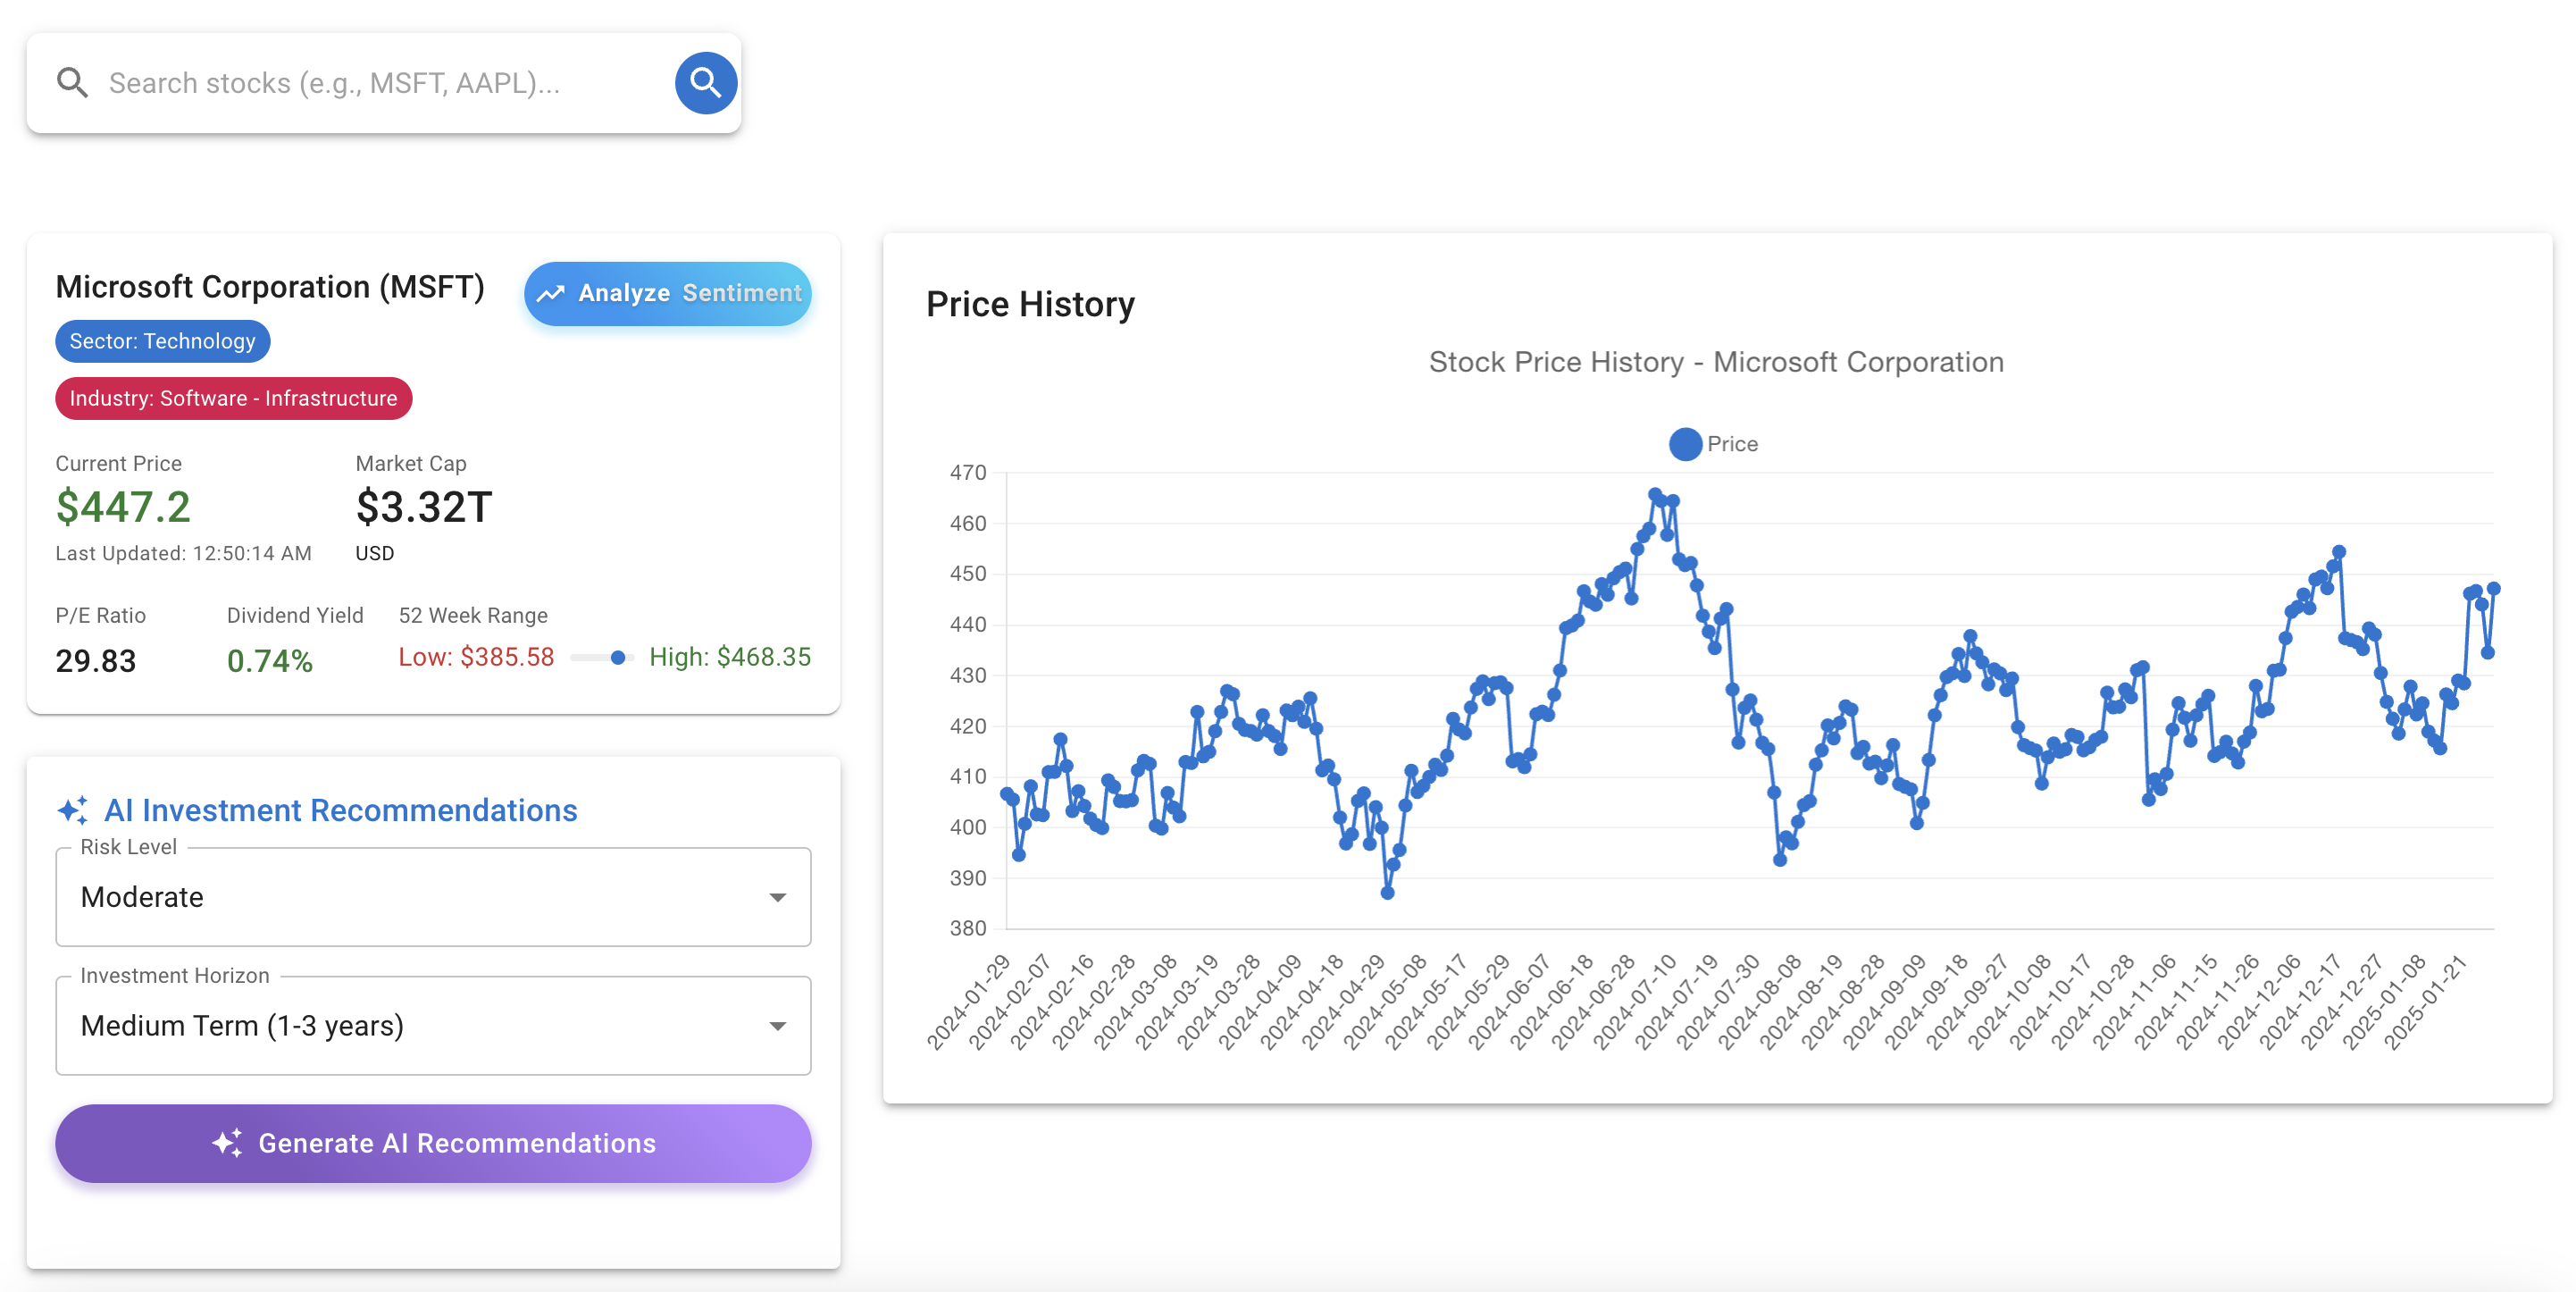 Search stocks (e.g., MSFT, AAPL)...
Microsoft Corporation (MSFT)
Analyze Sentiment
Sector: Technology
Industry: Software - Infrastructure
Current Price
$447.2
Last Updated: 12:50:14 AM
Market Cap
$3.32T
USD
P/E Ratio
29.83
Dividend Yield
0.74%
52 Week Range
Low: $385.58
High: $468.35
AI Investment Recommendations
Risk Level
Moderate
Investment Horizon
Medium Term (1-3 years)
Generate AI Recommendations
Price History
Stock Price History - Microsoft Corporation
Price
470
460
450
440
430
420
410
400
390
380
2024-01-29
2024-02-07
2024-02-16
2024-02-28
2024-03-08
2024-03-19
2024-03-28
2024-04-09
2024-04-18
2024-04-29
2024-05-08
2024-05-17
2024-05-29
2024-06-07
2024-06-18
2024-06-28
2024-07-10
2024-07-19
2024-07-30
2024-08-08
2024-08-19
2024-08-28
2024-09-09
2024-09-18
2024-09-27
2024-10-08
2024-10-17
2024-10-28
2024-11-06
2024-11-15
2024-11-26
2024-12-06
2024-12-17
2024-12-27
2025-01-08
2025-01-21